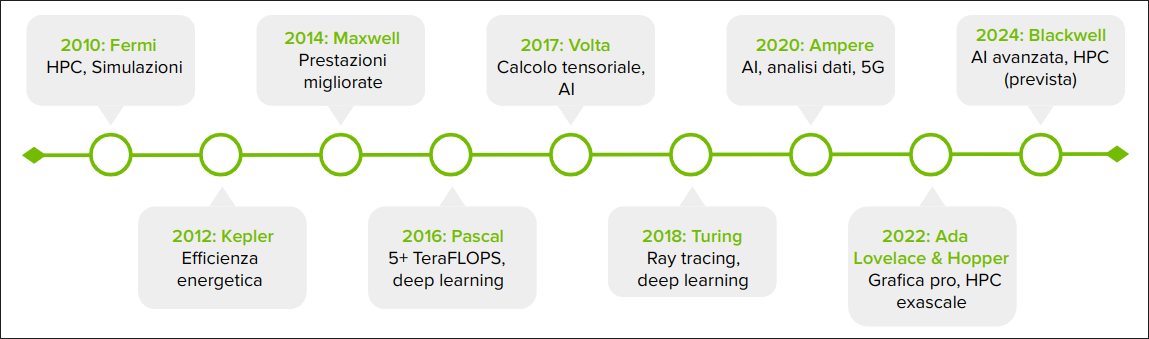 2010: Fermi
HPC, Simulazioni
2012: Kepler
Efficienza
energetica
2014: Maxwell
Prestazioni
migliorate
2016: Pascal
5+ TeraFLOPS,
deep learning
2017: Volta
Calcolo tensoriale,
AI
2018: Turing
Ray tracing,
deep learning
2020: Ampere
AI, analisi dati, 5G
2022: Ada
Lovelace & Hopper
Grafica pro, HPC
exascale
2024: Blackwell
AI avanzata, HPC
(prevista)